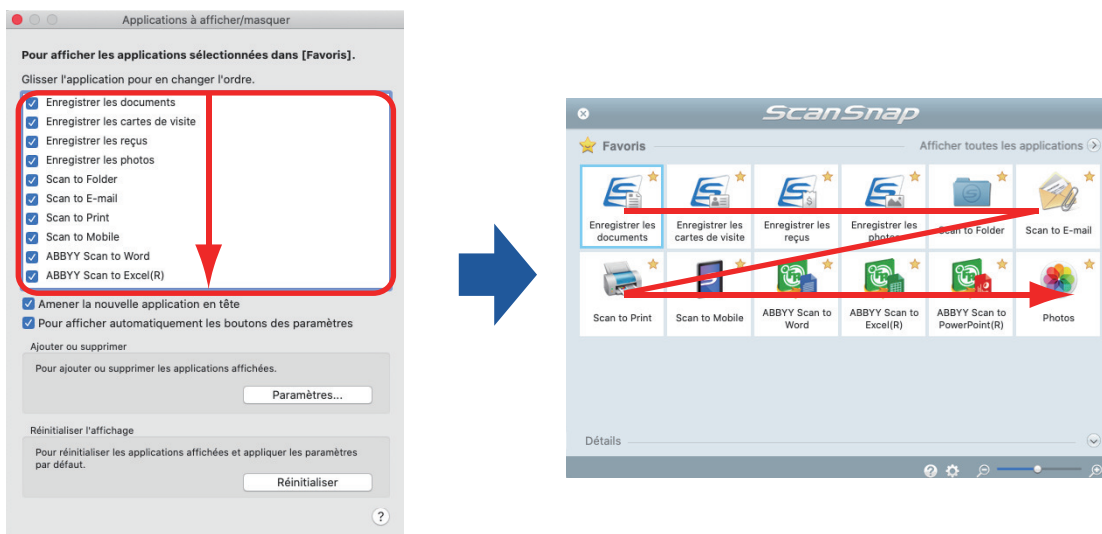 Applications à afficher/masquer
Pour afficher les applications sélectionnées dans [Favoris].
Glisser l'application pour en changer l'ordre.
Enregistrer les documents
Enregistrer les cartes de visite
Enregistrer les reçus
Enregistrer les photos
Scan to Folder
Scan to E-mail
Scan to Print
Scan to Mobile
ABBYY Scan to Word
ABBYY Scan to Excel(R)
Amener la nouvelle application en tête
Pour afficher automatiquement les boutons des paramètres
Ajouter ou supprimer
Pour ajouter ou supprimer les applications affichées.
Paramètres...
Réinitialiser l'affichage
Pour réinitialiser les applications affichées et appliquer les paramètres
par défaut.
Réinitialiser
?
ScanSnap
Favoris
Afficher toutes les applications
Enregistrer les
documents
Enregistrer les
cartes de visite
Enregistrer les
reçus
Enregistrer les
photos
Scan to Folder
Scan to E-mail
Scan to Print
Scan to Mobile
ABBYY Scan to
Word
ABBYY Scan to
Excel(R)
ABBYY Scan to
PowerPoint(R)
Photos
Détails
?